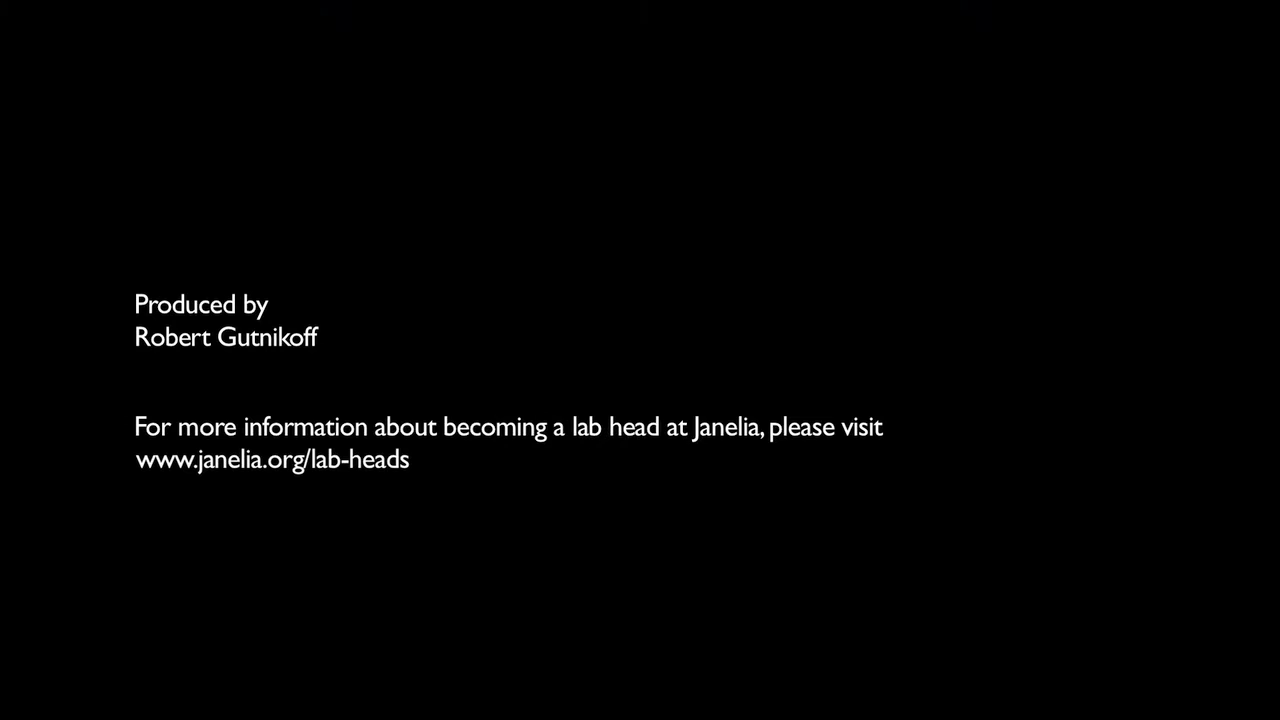 Produced by
Robert Gutnikoff
For more information about becoming a lab head at Janelia, please visit
www.janelia.org/lab-heads